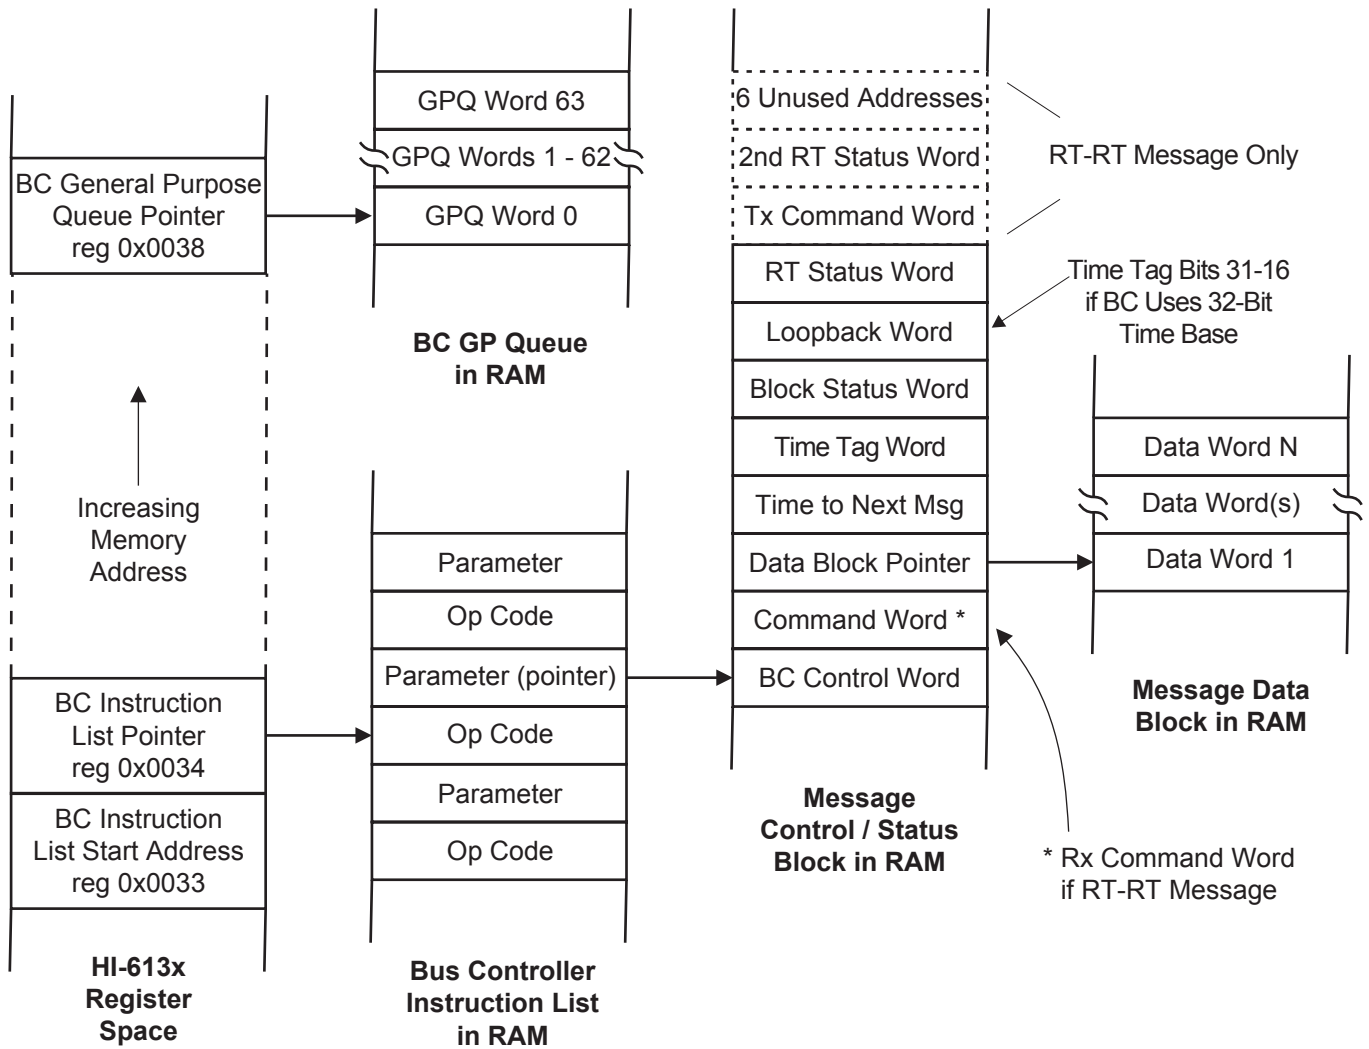 BC General Purpose
Queue Pointer
reg 0x0038
Increasing
Memory
Address
BC Instruction
List Pointer
reg 0x0034
BC Instruction
List Start Address
reg 0x0033
HI-613x
Register
Space
GPQ Word 63
GPQ Words 1 - 62
GPQ Word 0
BC GP Queue
in RAM
Parameter
Op Code
Parameter (pointer)
Op Code
Parameter
Op Code
Bus Controller
Instruction List
in RAM
6 Unused Addresses
2nd RT Status Word
Tx Command Word
RT Status Word
Loopback Word
Block Status Word
Time Tag Word
Time to Next Msg
Data Block Pointer
Command Word *
BC Control Word
Message
Control / Status
Block in RAM
RT-RT Message Only
Time Tag Bits 31-16
if BC Uses 32-Bit
Time Base
Data Word N
Data Word(s)
Data Word 1
Message Data
Block in RAM
* Rx Command Word
if RT-RT Message